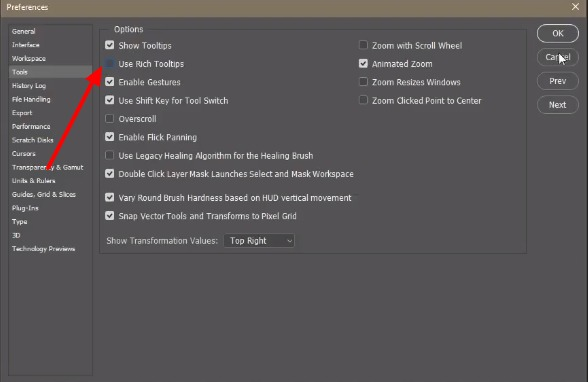 Preferences
General
Interface
Workspace
Tools
History Log
File Handling
Export
Performance
Scratch Disks
Cursors
Transparency & Gamut
Units & Rulers
Guides, Grid & Slices
Plug-Ins
Type
3D
Technology Previews
Options
Show Tooltips
Use Rich Tooltips
Enable Gestures
Use Shift Key for Tool Switch
Overscroll
Enable Flick Panning
Use Legacy Healing Algorithm for the Healing Brush
Double Click Layer Mask Launches Select and Mask Workspace
Vary Round Brush Hardness based on HUD vertical movement
Snap Vector Tools and Transforms to Pixel Grid
Show Transformation Values: Top Right
Zoom with Scroll Wheel
Animated Zoom
Zoom Resizes Windows
Zoom Clicked Point to Center
OK
Cancel
Prev
Next